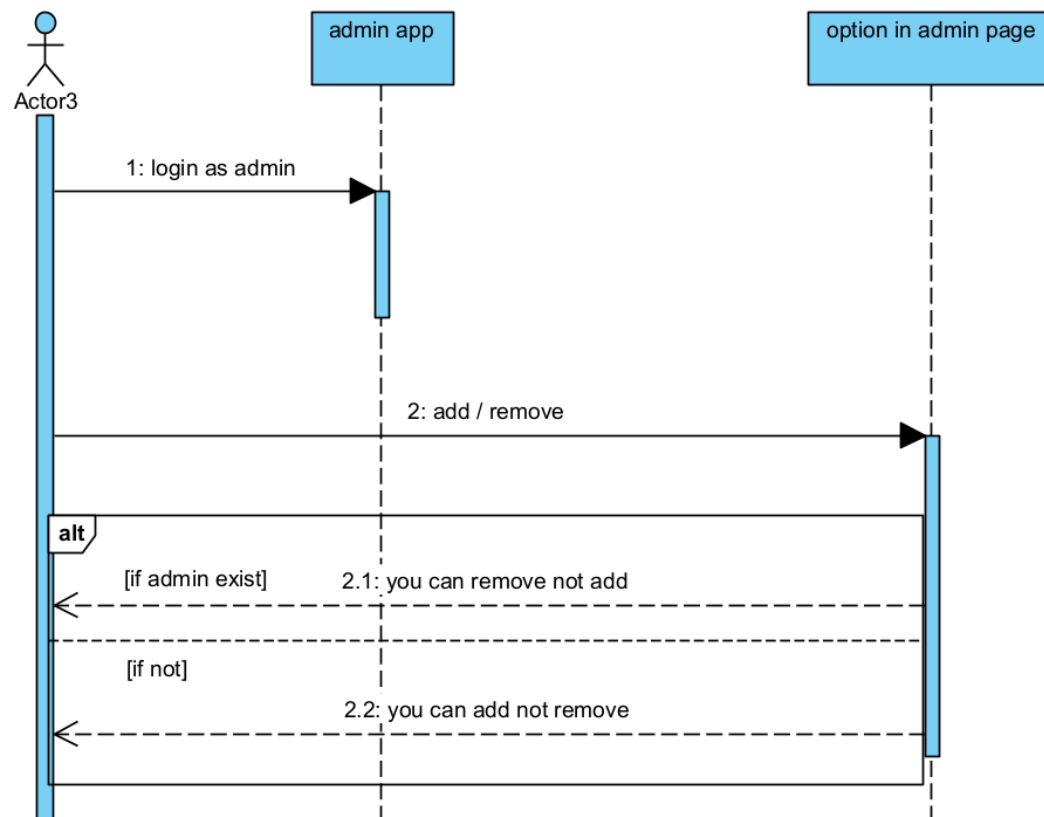 admin app
option in admin page
Actor3
1: login as admin
2: add / remove
alt
[if admin exist]
2.1: you can remove not add
[if not]
2.2: you can add not remove